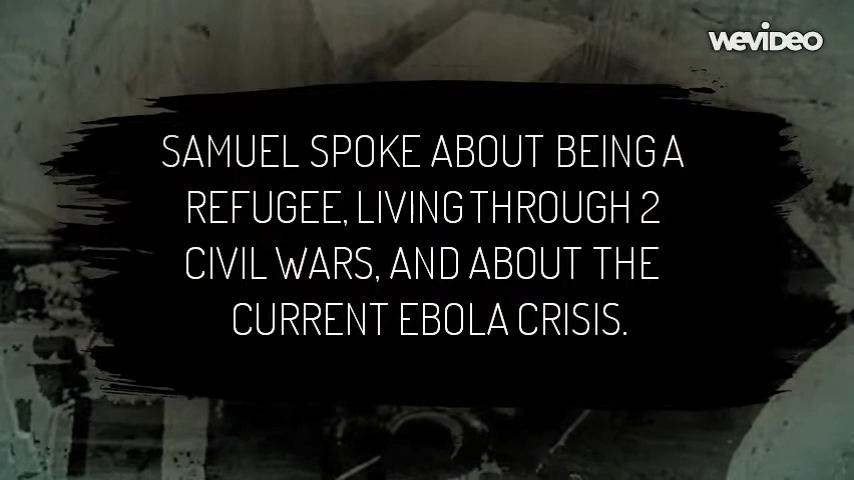 WEVIDEO
SAMUEL SPOKE ABOUT BEING A
REFUGEE, LIVING THROUGH 2
CIVIL WARS, AND ABOUT THE
CURRENT EBOLA CRISIS.